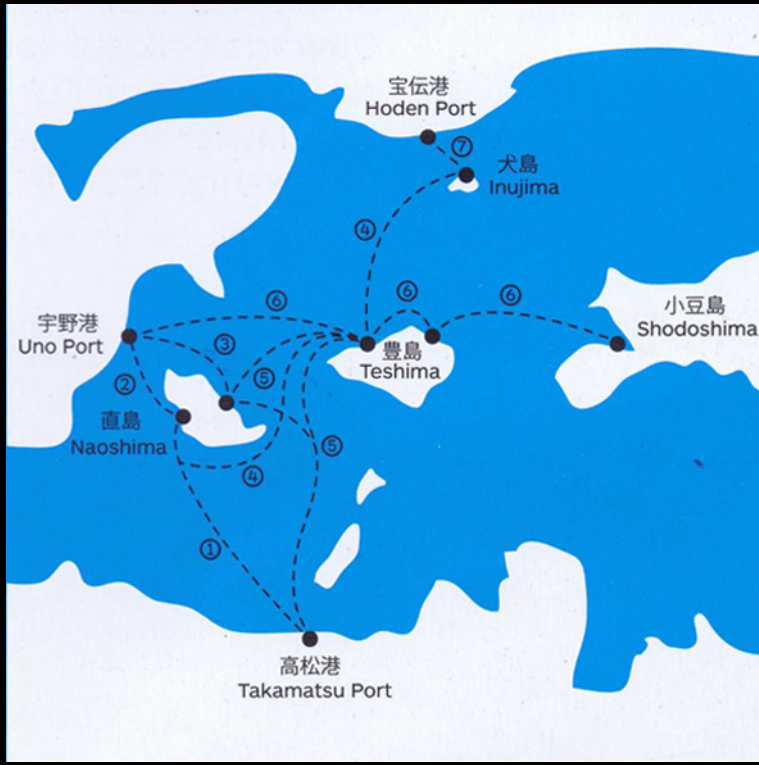 宝伝港
Hoden Port
⑦
犬島
Inujima
④
宇野港
Uno Port
⑥
⑥
⑥
小豆島
Shodoshima
③
豊島
Teshima
②
⑤
直島
Naoshima
⑤
④
①
高松港
Takamatsu Port